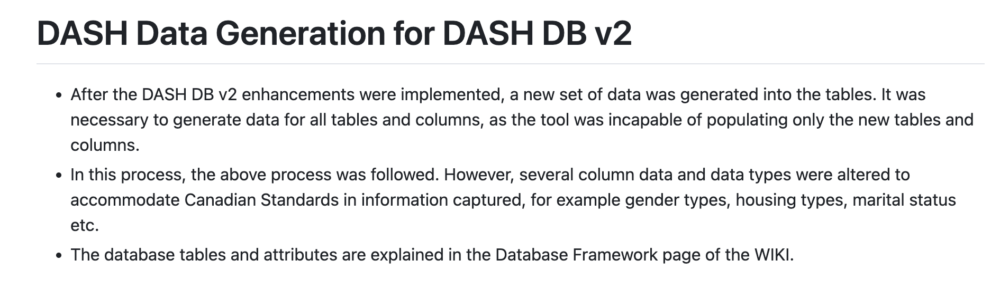 DASH Data Generation for DASH DB v2
• After the DASH DB v2 enhancements were implemented, a new set of data was generated into the tables. It was
necessary to generate data for all tables and columns, as the tool was incapable of populating only the new tables and
columns.
• In this process, the above process was followed. However, several column data and data types were altered to
accommodate Canadian Standards in information captured, for example gender types, housing types, marital status
etc.
• The database tables and attributes are explained in the Database Framework page of the WIKI.